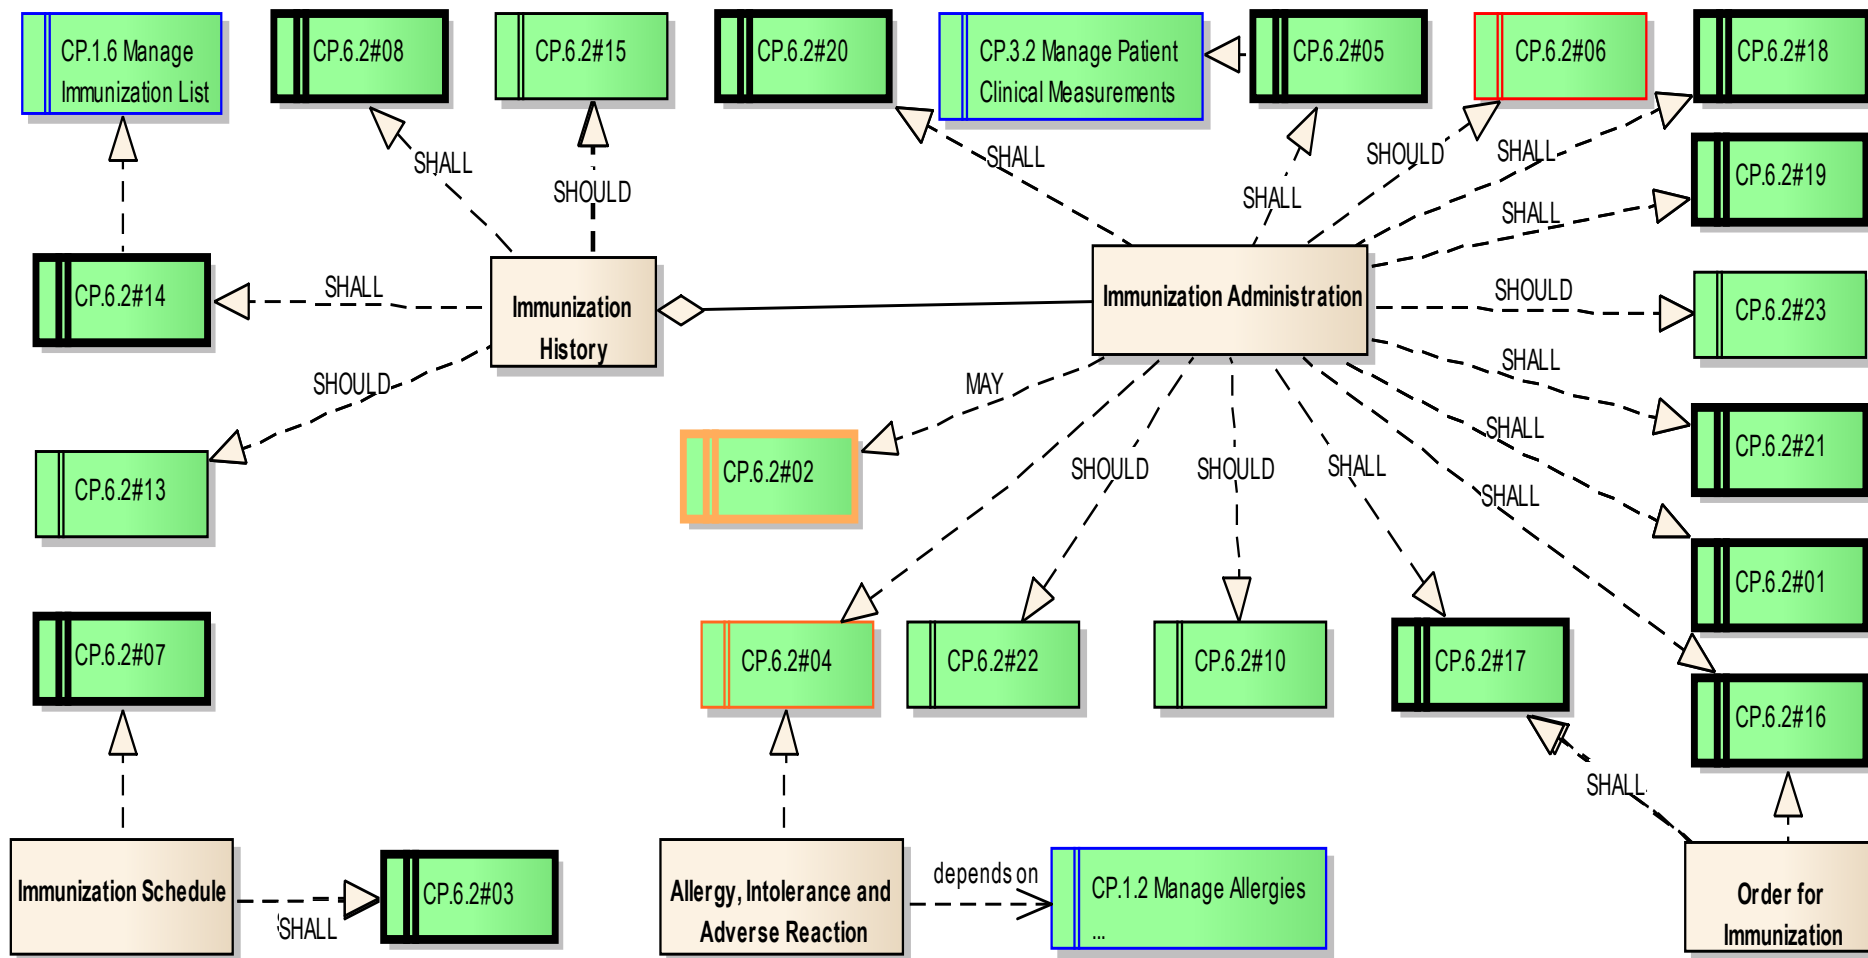 CP.1.6 Manage
Immunization List
CP.6.2#08
CP.6.2#15
CP.6.2#20
CP.3.2 Manage Patient
Clinical Measurements
CP.6.2#05
CP.6.2#06
CP.6.2#18
SHALL
SHOULD
SHALL
SHALL
SHOULD
SHALL
CP.6.2#19
SHALL
CP.6.2#14
SHALL
Immunization
History
Immunization Administration
SHOULD
CP.6.2#23
SHOULD
MAY
SHALL
CP.6.2#13
CP.6.2#02
SHOULD
SHOULD
SHALL
SHALL
CP.6.2#21
SHALL
CP.6.2#01
CP.6.2#07
CP.6.2#04
CP.6.2#22
CP.6.2#10
CP.6.2#17
CP.6.2#16
SHALL
Immunization Schedule
SHALL
CP.6.2#03
Allergy, Intolerance and
Adverse Reaction
depends on
CP.1.2 Manage Allergies
...
Order for
Immunization